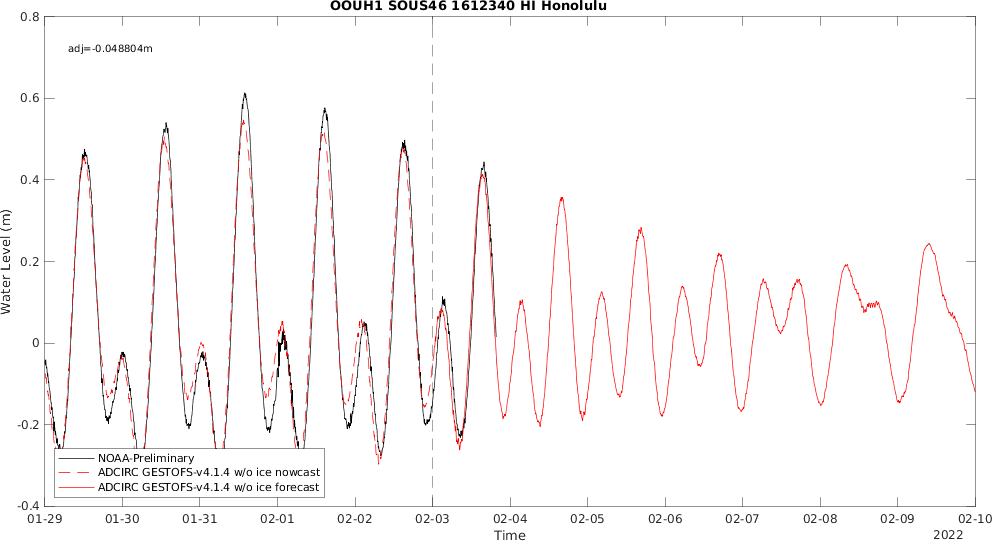 OOUH1 SOUS46 1612340 HI Honolulu
adj=-0.048804m
0.8
0.6
0.4
0.2
0
-0.2
-0.4
Water Level (m)
NOAA-Preliminary
ADCIRC GESTOFS-v4.1.4 w/o ice nowcast
ADCIRC GESTOFS-v4.1.4 w/o ice forecast
01-29 01-30 01-31 02-01 02-02 02-03 02-04 02-05 02-06 02-07 02-08 02-09 02-10
Time
2022